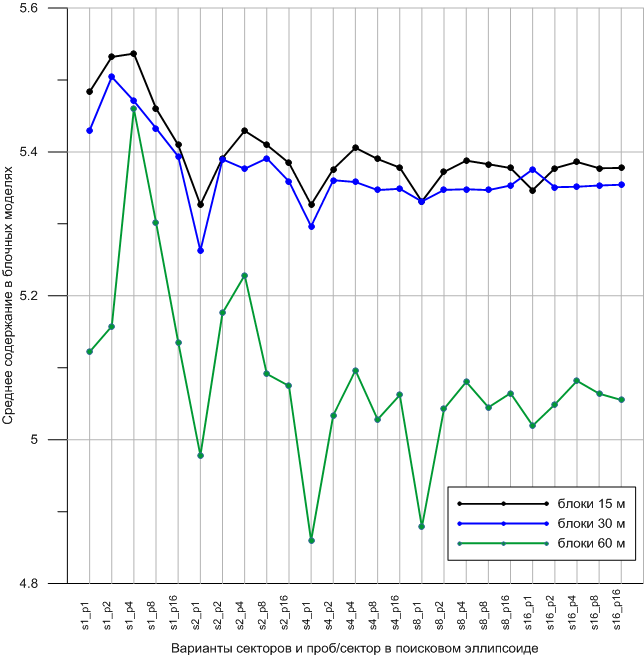 5.6
5.4
5.2
5
4.8
Среднее содержание в блочных моделях
блоки 15 м
блоки 30 м
блоки 60 м
s1_p1
s1_p2
s1_p4
s1_p8
s1_p16
s2_p1
s2_p2
s2_p4
s2_p8
s2_p16
s4_p1
s4_p2
s4_p4
s4_p8
s4_p16
s8_p1
s8_p2
s8_p4
s8_p8
s8_p16
s16_p1
s16_p2
s16_p4
s16_p8
s16_p16
Варианты секторов и проб/сектор в поисковом эллипсоиде